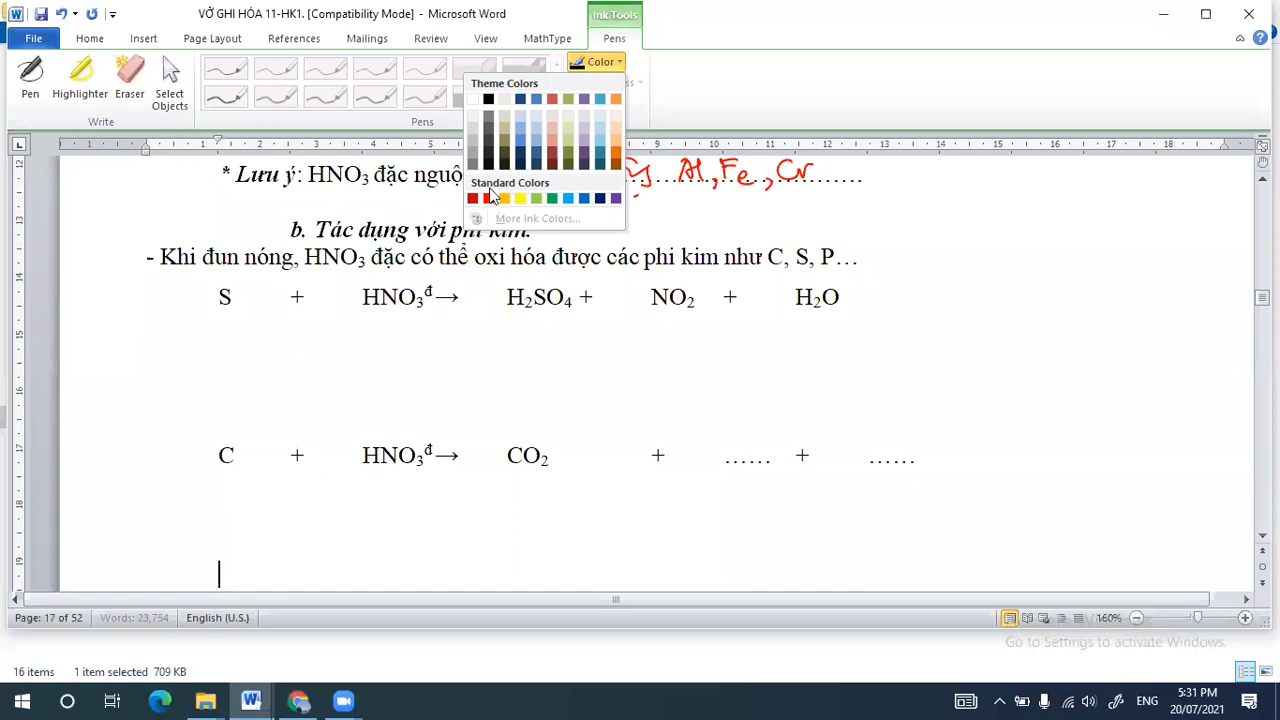 VỞ GHI HÓA 11-HK1. [Compatibility Mode] - Microsoft Word
Ink Tools
File Home Insert Page Layout References Mailings Review View MathType Pens
Color
Pen Highlighter Eraser Select Objects
Write
Pens
Theme Colors
Standard Colors
More Ink Colors...
* Lưu ý: HNO₃ đặc nguộ Al, Fe, Cr
b. Tác dụng với phi kim.
- Khi đun nóng, HNO₃ đặc có thể oxi hóa được các phi kim như C, S, P…
S + HNO₃đ→ H₂SO₄ + NO₂ + H₂O
C + HNO₃đ→ CO₂ + …… + ……
Page: 17 of 52 Words: 23,754 English (U.S.) 160%
Go to Settings to activate Windows.
16 items 1 item selected 709 KB
ENG
5:31 PM
20/07/2021